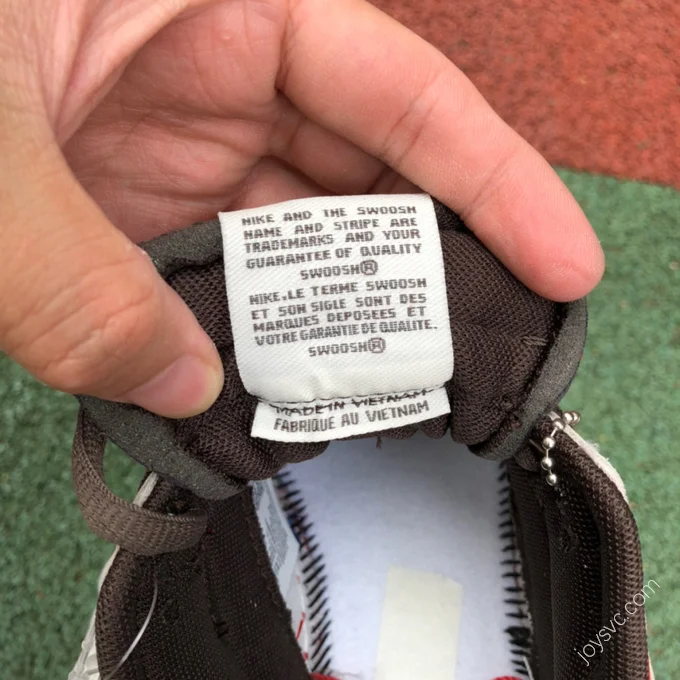 NIKE AND THE SWOOSH
NAME AND STRIPE ARE
TRADEMARKS AND YOUR
GUARANTEE OF QUALITY
SWOOSH®
NIKE,LE TERME SWOOSH
ET SON SIGLE SONT DES
MARQUES DEPOSEES ET
VOTRE GARANTIE DE QUALITE.
SWOOSH®
MADE IN VIETNAM
FABRIQUÉ AU VIETNAM
joysvc.com